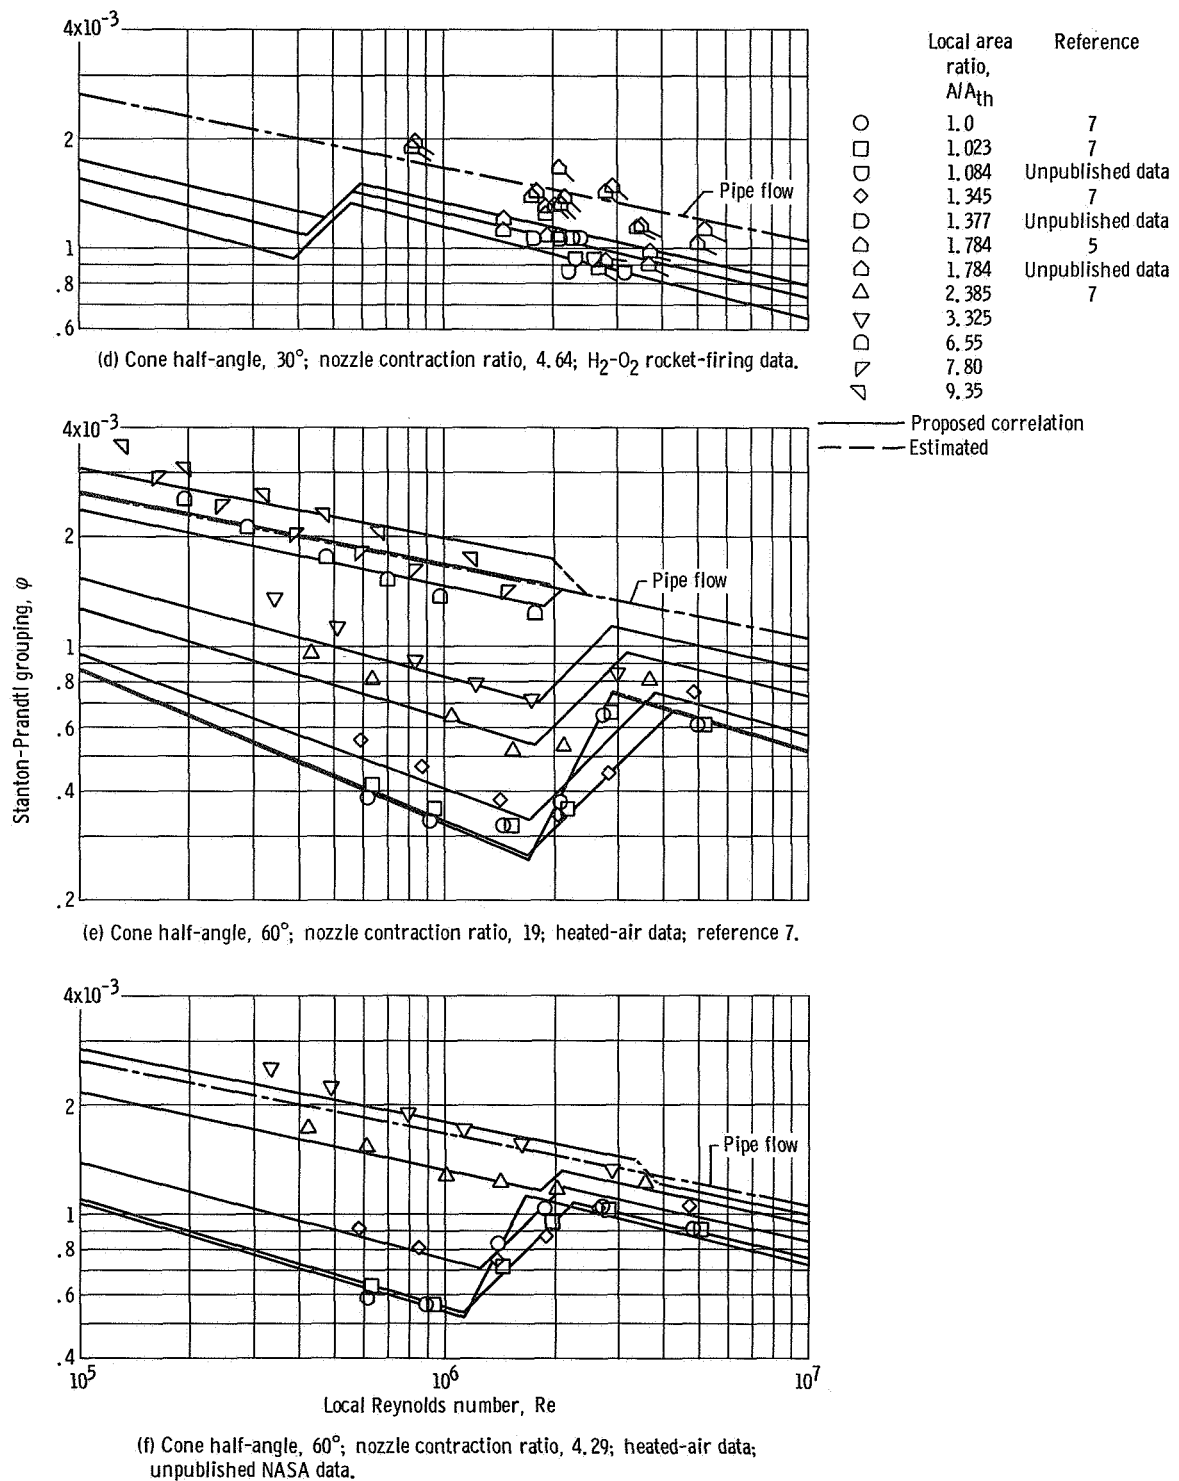 4x10-3
2
1
.8
.6
Pipe flow
(d) Cone half-angle, 30°; nozzle contraction ratio, 4.64; H2-O2 rocket-firing data.
Local area ratio, A/Ath
Reference
1.0 7
1.023 7
1.084 Unpublished data
1.345 7
1.377 Unpublished data
1.784 5
1.784 Unpublished data
2.385 7
3.325
6.55
7.80
9.35
Proposed correlation
Estimated
Stanton-Prandtl grouping, φ
4x10-3
2
1
.8
.6
.4
.2
Pipe flow
(e) Cone half-angle, 60°; nozzle contraction ratio, 19; heated-air data; reference 7.
4x10-3
2
1
.8
.6
.4
Pipe flow
105 106 107
Local Reynolds number, Re
(f) Cone half-angle, 60°; nozzle contraction ratio, 4.29; heated-air data;
unpublished NASA data.